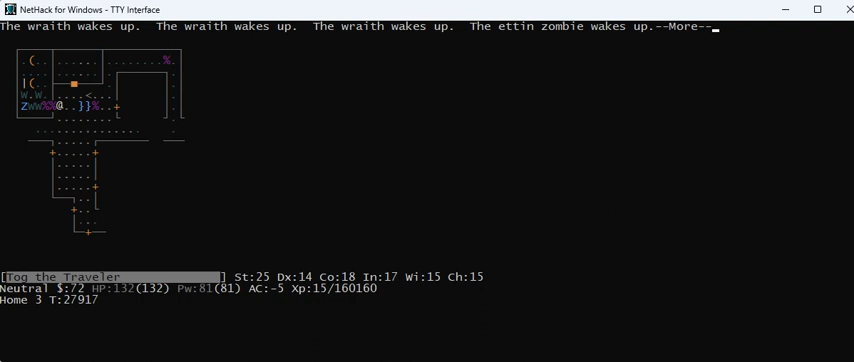 NetHack for Windows - TTY Interface
The wraith wakes up.  The wraith wakes up.  The wraith wakes up.  The ettin zombie wakes up.--More--
[Tog the Traveler                ] St:25 Dx:14 Co:18 In:17 Wi:15 Ch:15
Neutral $:72 HP:132(132) Pw:81(81) AC:-5 Xp:15/160160
Home 3 T:27917